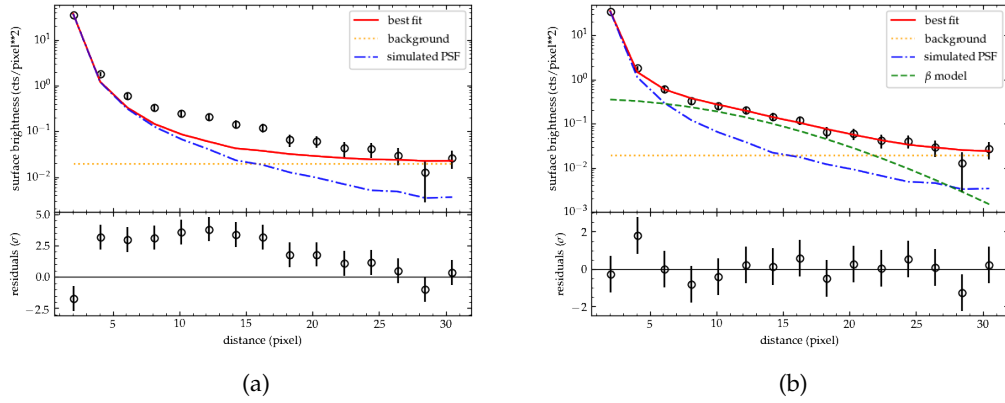 10¹
10⁰
10⁻¹
10⁻²
surface brightness (cts/pixel**2)
best fit
background
simulated PSF
5.0
2.5
0.0
−2.5
residuals (σ)
5 10 15 20 25 30
distance (pixel)
(a)
10¹
10⁰
10⁻¹
10⁻²
10⁻³
surface brightness (cts/pixel**2)
best fit
background
simulated PSF
β model
2
0
−2
residuals (σ)
5 10 15 20 25 30
distance (pixel)
(b)